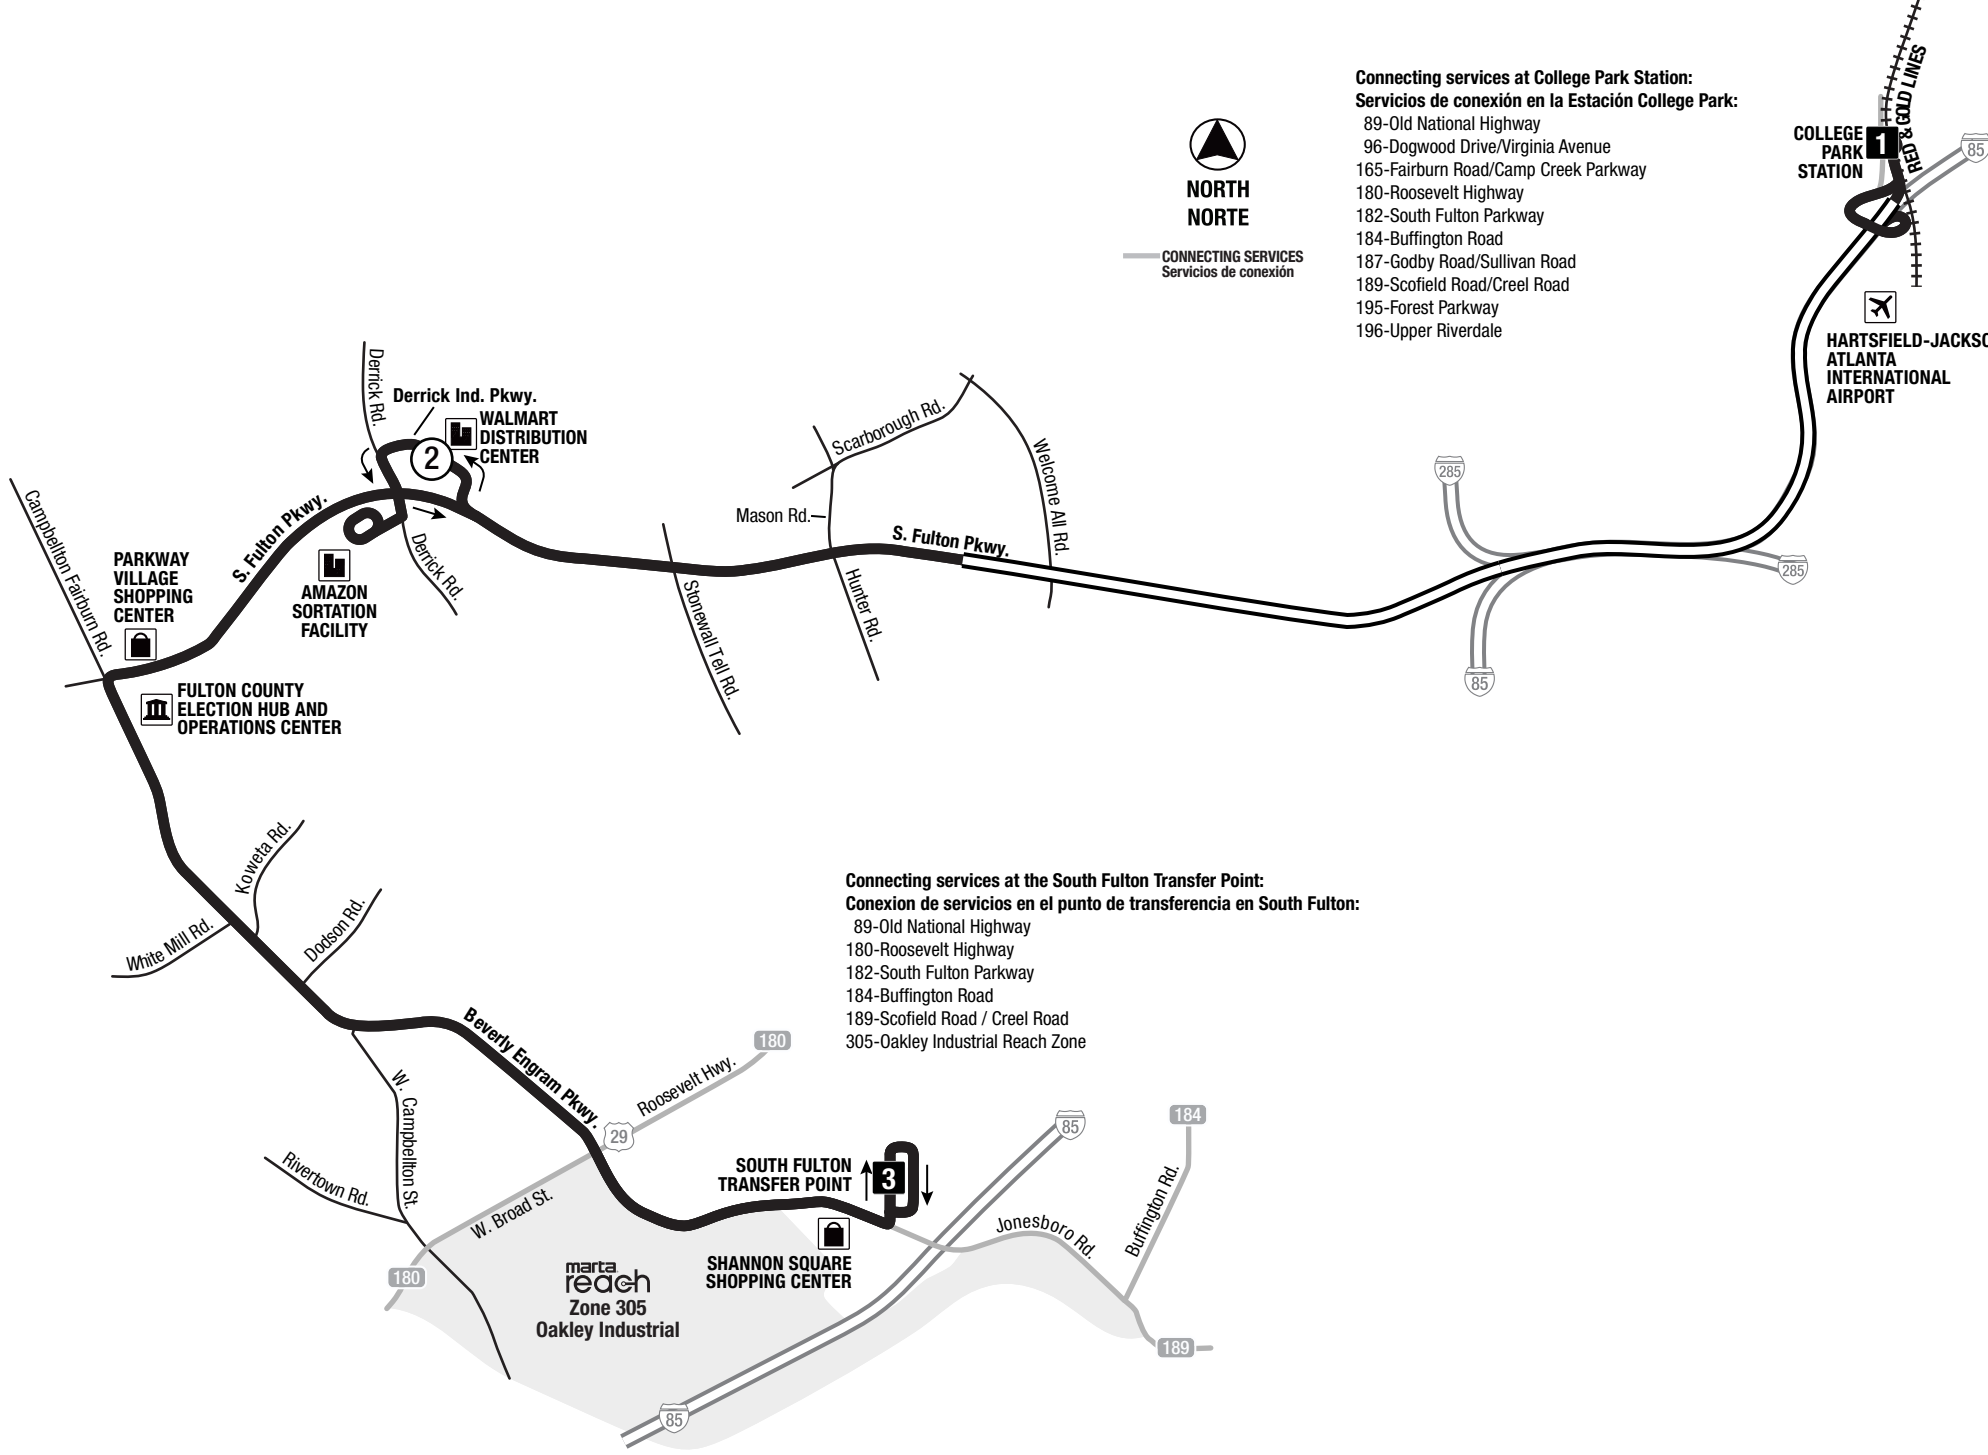 Connecting services at College Park Station:
Servicios de conexión en la Estación College Park:
89-Old National Highway
96-Dogwood Drive/Virginia Avenue
165-Fairburn Road/Camp Creek Parkway
180-Roosevelt Highway
182-South Fulton Parkway
184-Buffington Road
187-Godby Road/Sullivan Road
189-Scofield Road/Creel Road
195-Forest Parkway
196-Upper Riverdale
NORTH
NORTE
CONNECTING SERVICES
Servicios de conexión
RED & GOLD LINES
COLLEGE
PARK
STATION
1
85
HARTSFIELD-JACKSO
ATLANTA
INTERNATIONAL
AIRPORT
Derrick Rd.
Derrick Ind. Pkwy.
WALMART
DISTRIBUTION
CENTER
2
Scarborough Rd.
Welcome All Rd.
Mason Rd.
S. Fulton Pkwy.
Hunter Rd.
Stonewall Tell Rd.
285
285
85
Campbellton Fairburn Rd.
S. Fulton Pkwy.
Derrick Rd.
PARKWAY
VILLAGE
SHOPPING
CENTER
AMAZON
SORTATION
FACILITY
FULTON COUNTY
ELECTION HUB AND
OPERATIONS CENTER
Koweta Rd.
White Mill Rd.
Dodson Rd.
Connecting services at the South Fulton Transfer Point:
Conexion de servicios en el punto de transferencia en South Fulton:
89-Old National Highway
180-Roosevelt Highway
182-South Fulton Parkway
184-Buffington Road
189-Scofield Road / Creel Road
305-Oakley Industrial Reach Zone
Beverly Engram Pkwy.
180
Roosevelt Hwy.
29
W. Campbellton St.
Rivertown Rd.
W. Broad St.
180
SOUTH FULTON
TRANSFER POINT
3
85
184
Buffington Rd.
Jonesboro Rd.
SHANNON SQUARE
SHOPPING CENTER
marta
reach
Zone 305
Oakley Industrial
189
85